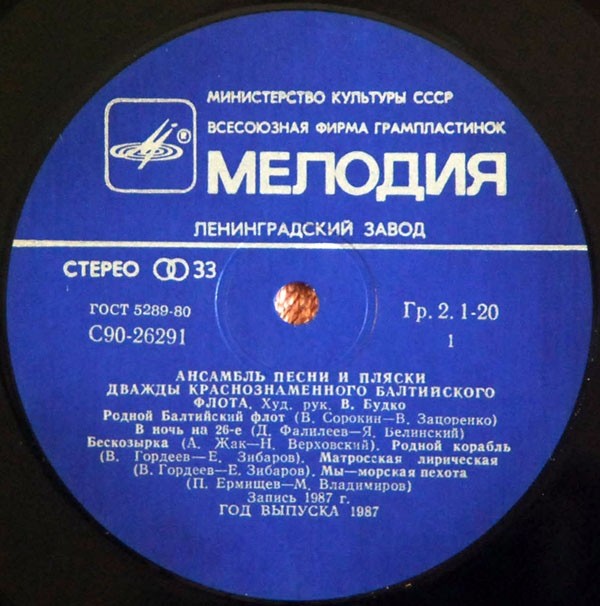 МИНИСТЕРСТВО КУЛЬТУРЫ СССР
ВСЕСОЮЗНАЯ ФИРМА ГРАМПЛАСТИНОК
®
МЕЛОДИЯ
ЛЕНИНГРАДСКИЙ ЗАВОД
СТЕРЕО 33
ГОСТ 5289-80
Гр. 2. 1-20
С90-26291
1
АНСАМБЛЬ ПЕСНИ И ПЛЯСКИ
ДВАЖДЫ КРАСНОЗНАМЕННОГО БАЛТИЙСКОГО
ФЛОТА, Худ. рук. В. Будко
Родной Балтийский флот (В. Сорокин—В. Зацоренко)
В ночь на 26-е (Д. Фалилеев—Я. Белинский)
Бескозырка (А. Жак—Н. Верховский). Родной корабль
(В. Гордеев—Е. Зибаров). Матросская лирическая
(В. Гордеев—Е. Зибаров). Мы—морская пехота
(П. Ермищев—М. Владимиров)
Запись 1987 г.
ГОД ВЫПУСКА 1987